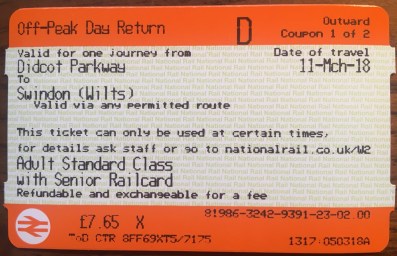 Off-Peak Day Return
D
Outward
Coupon 1 of 2
Valid for one journey from
Date of travel
Didcot Parkway
11-Mch-18
To
Swindon (Wilts)
Valid via any permitted route
This ticket can only be used at certain times,
for details ask staff or go to nationalrail.co.uk/W2
Adult Standard Class
with Senior Railcard
Refundable and exchangeable for a fee
£7.65 X
81986-3242-9391-23-02.00
ToD CTR 8FF69XT5/7175
1317:050318A